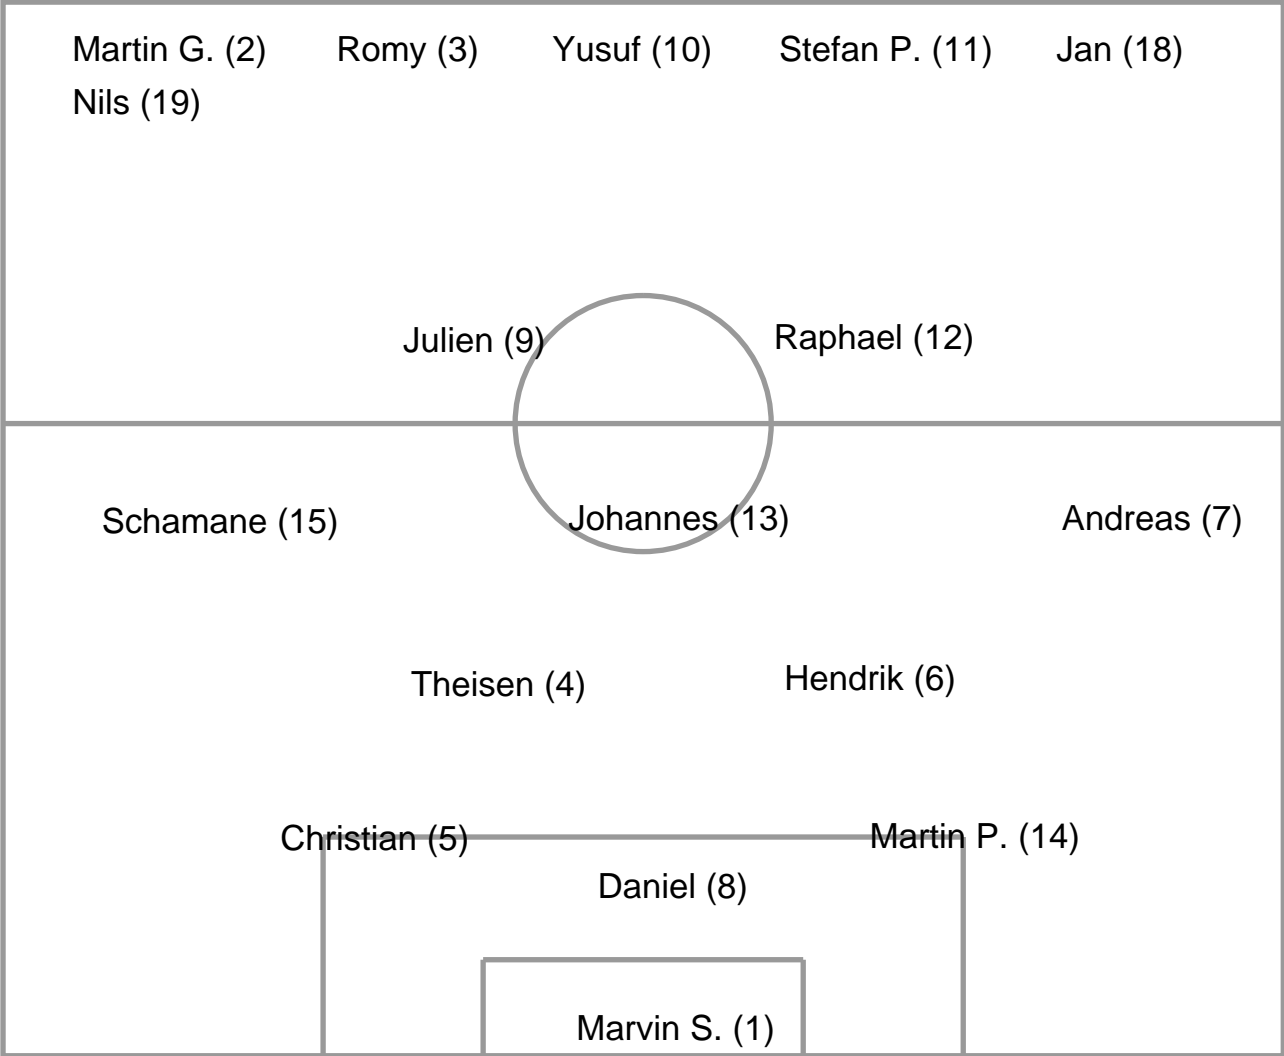 Martin G. (2) Romy (3) Yusuf (10) Stefan P. (11) Jan (18)
Nils (19)
Julien (9) Raphael (12)
Schamane (15) Johannes (13) Andreas (7)
Theisen (4) Hendrik (6)
Christian (5) Martin P. (14)
Daniel (8)
Marvin S. (1)